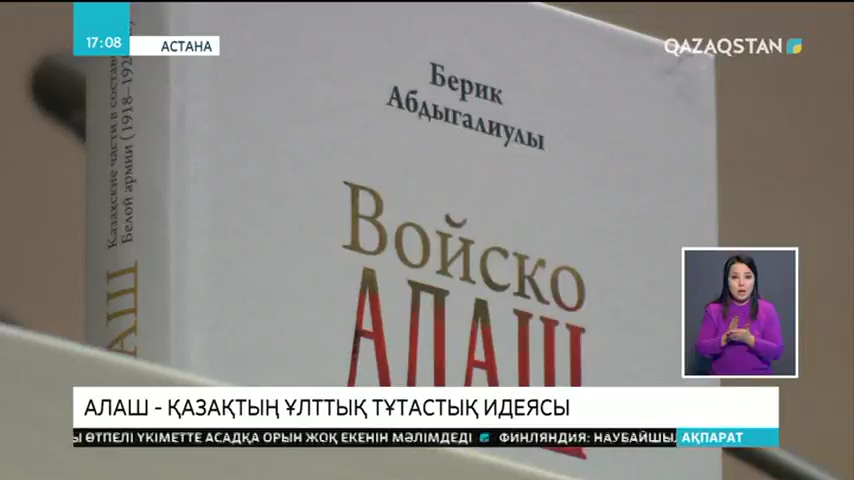 17:08
АСТАНА
QAZAQSTAN
Берик
Абдыгалиулы
Войско
АЛАШ
Казахские части в составе
Белой армии (1918–192
АЛАШ - ҚАЗАҚТЫҢ ҰЛТТЫҚ ТҰТАСТЫҚ ИДЕЯСЫ
Ы ӨТПЕЛІ ҮКІМЕТТЕ АСАДҚА ОРЫН ЖОҚ ЕКЕНІН МӘЛІМДЕДІ ФИНЛЯНДИЯ: НАУБАЙШЫ
АҚПАРАТ